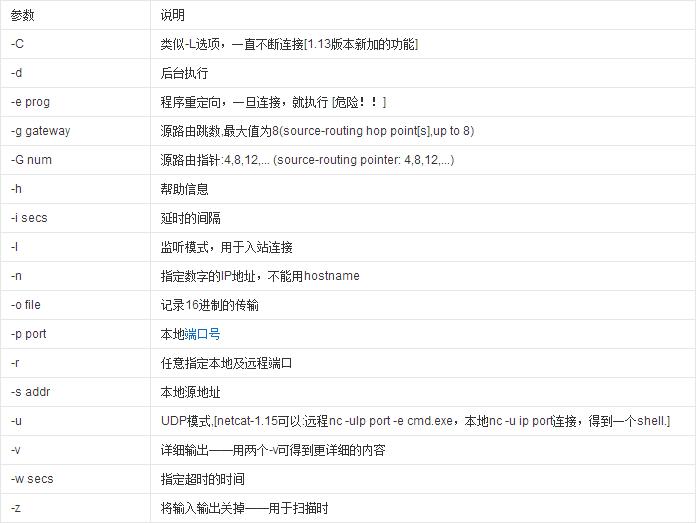 参数 说明
-C 类似-L选项，一直不断连接[1.13版本新加的功能]
-d 后台执行
-e prog 程序重定向，一旦连接，就执行 [危险！！]
-g gateway 源路由跳数,最大值为8(source-routing hop point[s],up to 8)
-G num 源路由指针:4,8,12,... (source-routing pointer: 4,8,12,...)
-h 帮助信息
-i secs 延时的间隔
-l 监听模式，用于入站连接
-n 指定数字的IP地址，不能用hostname
-o file 记录16进制的传输
-p port 本地端口号
-r 任意指定本地及远程端口
-s addr 本地源地址
-u UDP模式,[netcat-1.15可以:远程nc -ulp port -e cmd.exe，本地nc -u ip port连接，得到一个shell.]
-v 详细输出——用两个-v可得到更详细的内容
-w secs 指定超时的时间
-z 将输入输出关掉——用于扫描时